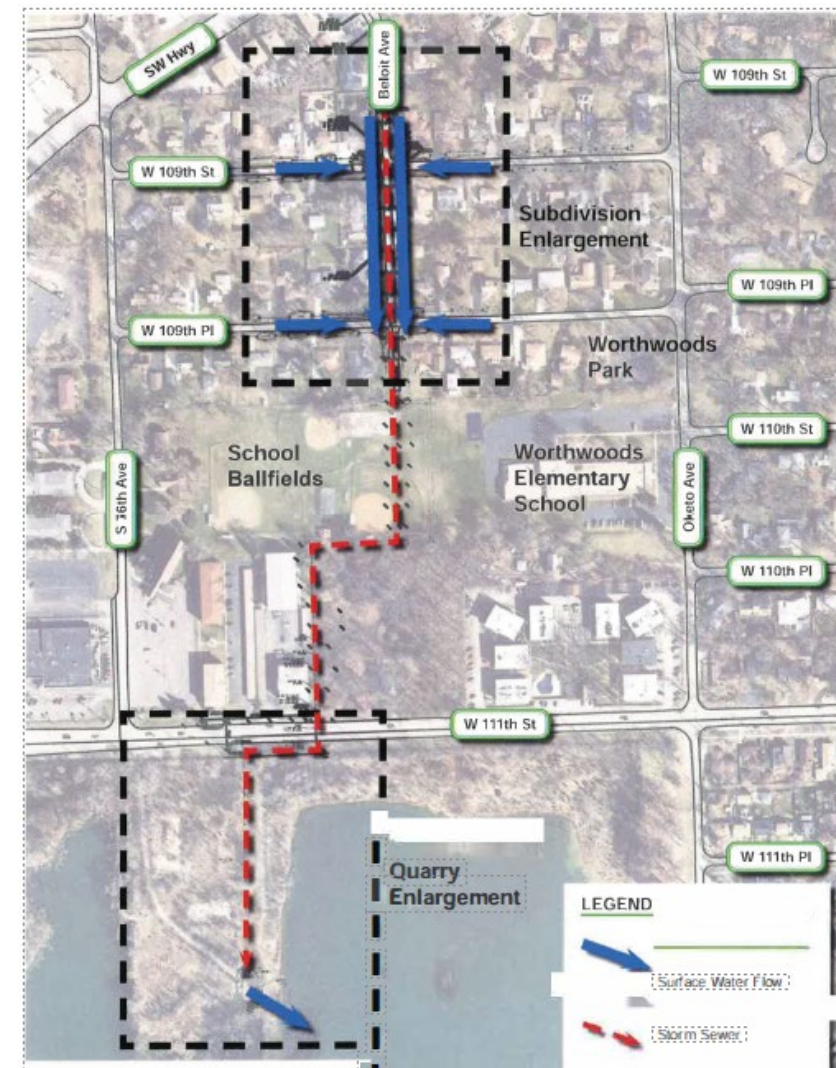 SW Hwy
Beloit Ave
W 109th St
W 109th St
Subdivision
Enlargement
W 109th Pl
W 109th Pl
Worthwoods
Park
W 110th St
School
Ballfields
Worthwoods
Elementary
School
S 76th Ave
Oketo Ave
W 110th Pl
W 111th St
W 111th Pl
Quarry
Enlargement
LEGEND
Surface Water Flow
Storm Sewer